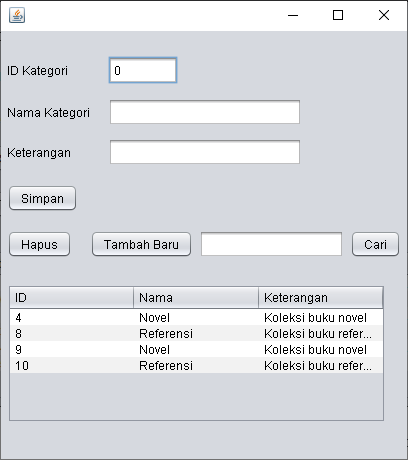 ID Kategori 0
Nama Kategori
Keterangan
Simpan
Hapus Tambah Baru Cari
ID Nama Keterangan
4 Novel Koleksi buku novel
8 Referensi Koleksi buku refer...
9 Novel Koleksi buku novel
10 Referensi Koleksi buku refer...